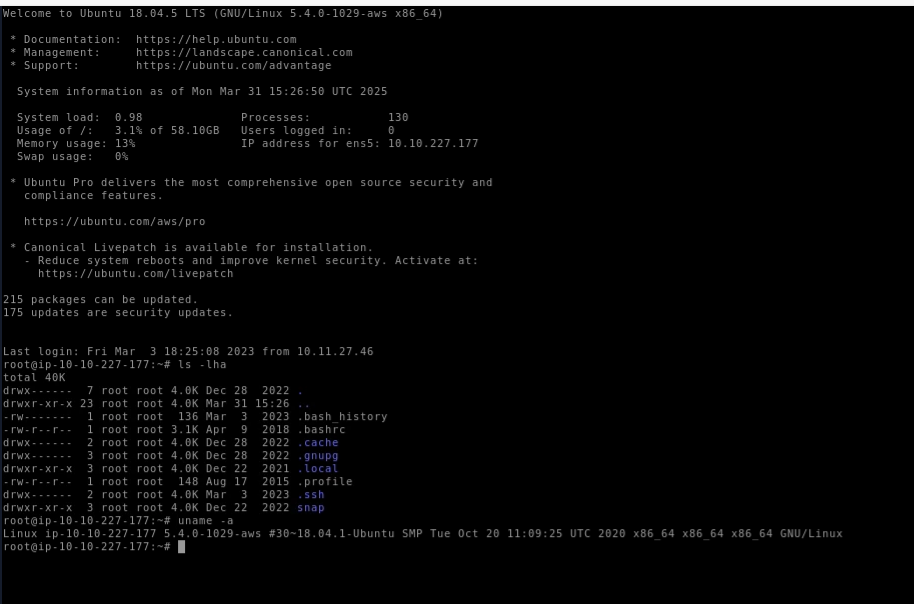 Welcome to Ubuntu 18.04.5 LTS (GNU/Linux 5.4.0-1029-aws x86_64)
 * Documentation:  https://help.ubuntu.com
 * Management:     https://landscape.canonical.com
 * Support:        https://ubuntu.com/advantage
  System information as of Mon Mar 31 15:26:50 UTC 2025
  System load:  0.98              Processes:           130
  Usage of /:   3.1% of 58.10GB   Users logged in:     0
  Memory usage: 13%               IP address for ens5: 10.10.227.177
  Swap usage:   0%
 * Ubuntu Pro delivers the most comprehensive open source security and
   compliance features.
   https://ubuntu.com/aws/pro
 * Canonical Livepatch is available for installation.
   - Reduce system reboots and improve kernel security. Activate at:
     https://ubuntu.com/livepatch
215 packages can be updated.
175 updates are security updates.
Last login: Fri Mar  3 18:25:08 2023 from 10.11.27.46
root@ip-10-10-227-177:~# ls -lha
total 40K
drwx------  7 root root 4.0K Dec 28  2022 .
drwxr-xr-x 23 root root 4.0K Mar 31 15:26 ..
-rw-------  1 root root  136 Mar  3  2023 .bash_history
-rw-r--r--  1 root root 3.1K Apr  9  2018 .bashrc
drwx------  2 root root 4.0K Dec 28  2022 .cache
drwx------  3 root root 4.0K Dec 28  2022 .gnupg
drwxr-xr-x  3 root root 4.0K Dec 22  2021 .local
-rw-r--r--  1 root root  148 Aug 17  2015 .profile
drwx------  2 root root 4.0K Mar  3  2023 .ssh
drwxr-xr-x  3 root root 4.0K Dec 22  2022 snap
root@ip-10-10-227-177:~# uname -a
Linux ip-10-10-227-177 5.4.0-1029-aws #30~18.04.1-Ubuntu SMP Tue Oct 20 11:09:25 UTC 2020 x86_64 x86_64 x86_64 GNU/Linux
root@ip-10-10-227-177:~#